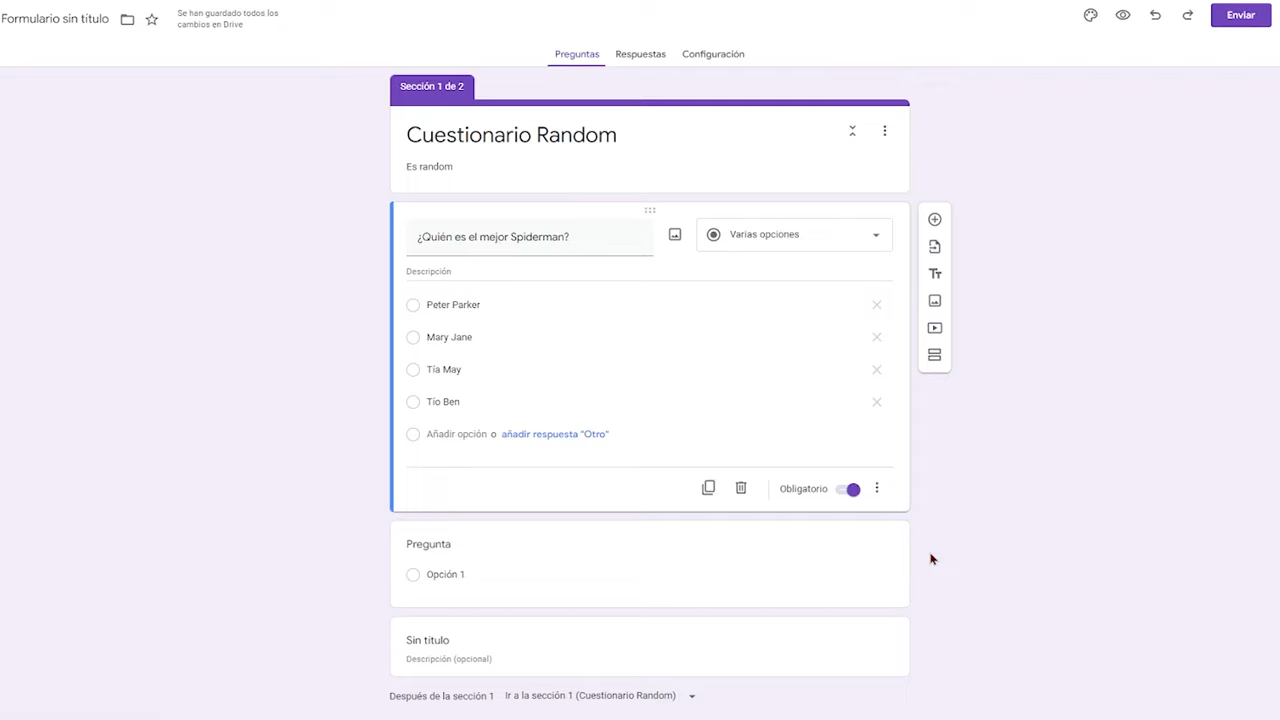 Formulario sin título
Se han guardado todos los
cambios en Drive
Enviar
Preguntas
Respuestas
Configuración
Sección 1 de 2
Cuestionario Random
Es random
¿Quién es el mejor Spiderman?
Varias opciones
Descripción
Peter Parker
Mary Jane
Tía May
Tío Ben
Añadir opción o añadir respuesta "Otro"
Obligatorio
Pregunta
Opción 1
Sin título
Descripción (opcional)
Después de la sección 1 Ir a la sección 1 (Cuestionario Random)